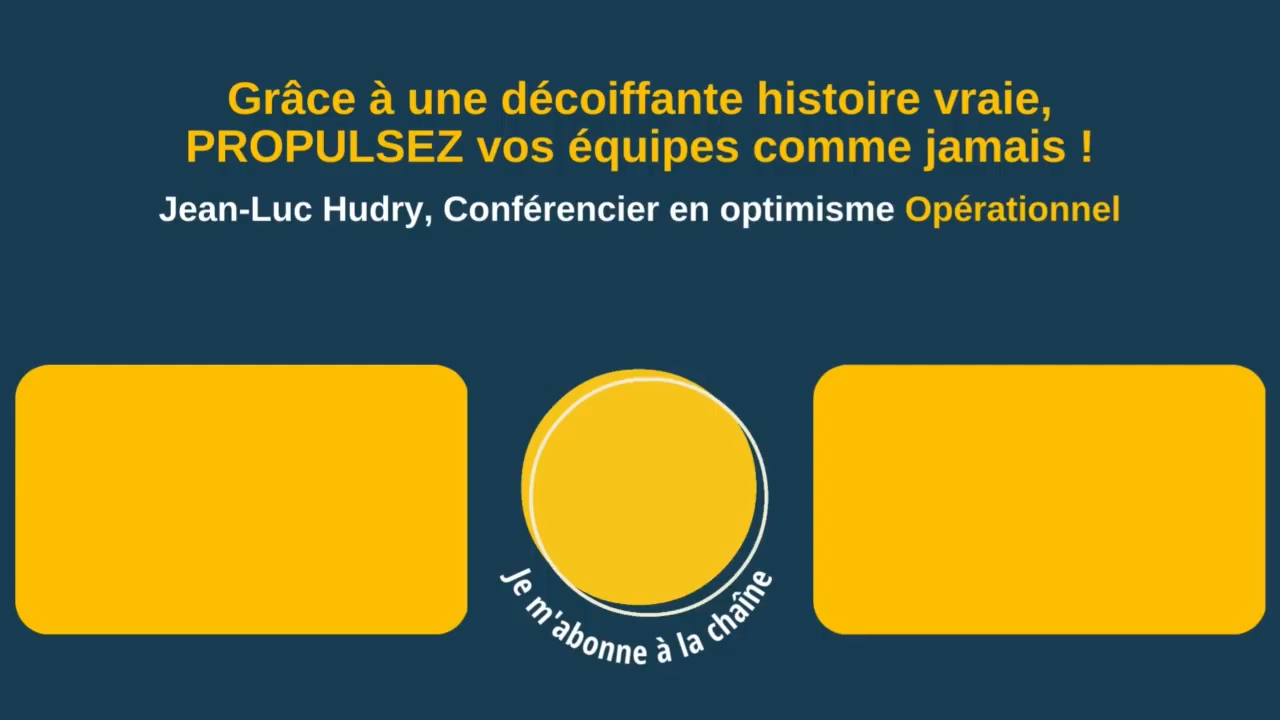 Grâce à une décoiffante histoire vraie,
PROPULSEZ vos équipes comme jamais !
Jean-Luc Hudry, Conférencier en optimisme Opérationnel
Je m'abonne à la chaîne